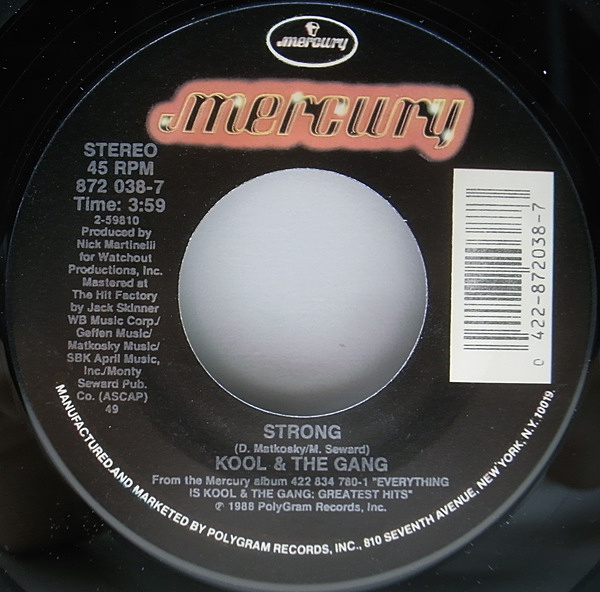 mercury
mercury
STEREO
45 RPM
872 038-7
Time: 3:59
2-59810
Produced by
Nick Martinelli
for Watchout
Productions, Inc.
Mastered at
The Hit Factory
by Jack Skinner
WB Music Corp./
Geffen Music/
Matkosky Music/
SBK April Music,
Inc./Monty
Seward Pub.
Co. (ASCAP)
49
0 422-872038-7
STRONG
(D. Matkosky/M. Seward)
KOOL & THE GANG
From the Mercury album 422 834 780-1 "EVERYTHING
IS KOOL & THE GANG: GREATEST HITS"
℗ 1988 PolyGram Records, Inc.
MANUFACTURED AND MARKETED BY POLYGRAM RECORDS, INC., 810 SEVENTH AVENUE, NEW YORK, N.Y. 10019.